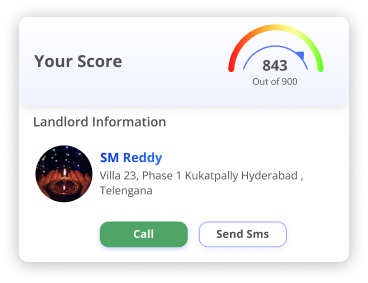 Your Score
843
Out of 900
Landlord Information
SM Reddy
Villa 23, Phase 1 Kukatpally Hyderabad ,
Telengana
Call
Send Sms